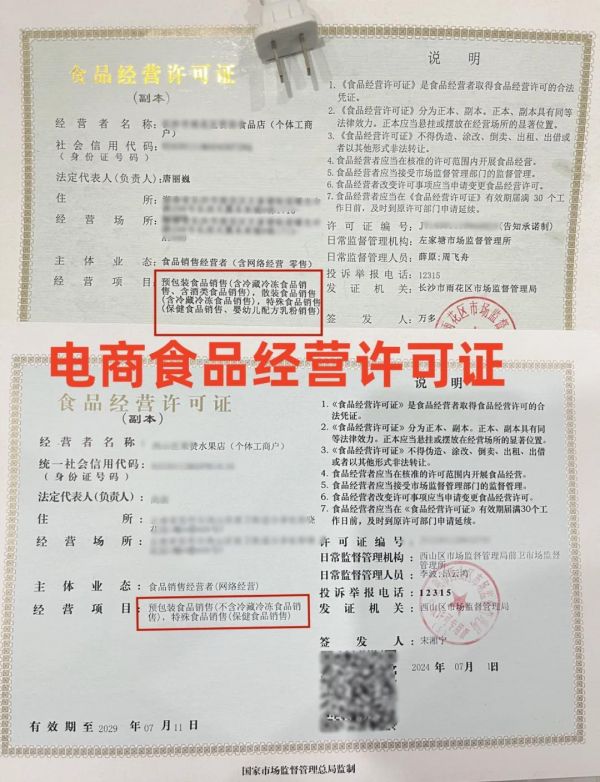 食品经营许可证
(副本)
经营者名称:
食品店(个体工商
户)
社会信用代码:
(身份证号码)
法定代表人(负责人):唐丽巍
住所:
经营场所:
主体业态:食品销售经营者(含网络经营 零售)
经营项目:预包装食品销售(含冷藏冷冻食品销
售、含酒类食品销售),散装食品销售
(含冷藏冷冻食品销售),特殊食品销售
(保健食品销售、婴幼儿配方乳粉销售)
说明
1.《食品经营许可证》是食品经营者取得食品经营许可的合法
凭证。
2.《食品经营许可证》分为正本、副本。正本、副本具有同等
法律效力。正本应当悬挂或摆放在经营场所的显著位置。
3.《食品经营许可证》不得伪造、涂改、倒卖、出租、出借或
者以其他形式非法转让。
4.食品经营者应当在核准的许可范围内开展食品经营。
5.食品经营者应当接受市场监管部门的监督管理。
6.食品经营者改变许可事项应当申请变更食品经营许可。
7.食品经营者应当在《食品经营许可证》有效期届满 30 个工
作日前,及时到原许可部门申请延续。
许可证编号:J
(告知承诺制)
日常监督管理机构:左家塘市场监督管理所
日常监督管理人员:薛原;周飞舟
投诉举报电话:12315
发证机关:长沙市雨花区市场监督管理局
签发人:万多
雨花区市场监督
电商食品经营许可证
食品经营许可证
(副本)
经营者名称:
赟水果店(个体工商户)
统一社会信用代码:
(身份证号码)
法定代表人(负责人):
住所:
经营场所:
主体业态:食品销售经营者(网络经营)
经营项目:预包装食品销售(不含冷藏冷冻食品销
售),特殊食品销售(保健食品销售)
有效期至2029 年 07 月 11 日
说明
1.《食品经营许可证》是食品经营者取得食品经营许可的合
法凭证。
2.《食品经营许可证》分为正本、副本。正本、副本具有同
等法律效力。正本应当悬挂或摆放在经营场所的显著位置。
3.《食品经营许可证》不得伪造、涂改、倒卖、出租、出借
或者以其他形式非法转让。
4.食品经营者应当在核准的许可范围内开展食品经营。
5.食品经营者应当接受市场监管部门的监督管理。
6.食品经营者改变许可事项应当申请变更食品经营许可。
7.食品经营者应当在《食品经营许可证》有效期届满30个工
作日前,及时到原许可部门申请延续。
许可证编号
日常监督管理机构:西山区市场监督管理局前卫市场监督
管理所
日常监督管理人员:李波
投诉举报电话:12315
发证机关:西山区市场监督管理局
签发人:宋湘宁
2024 年 07 月 1 日
国家市场监督管理总局监制